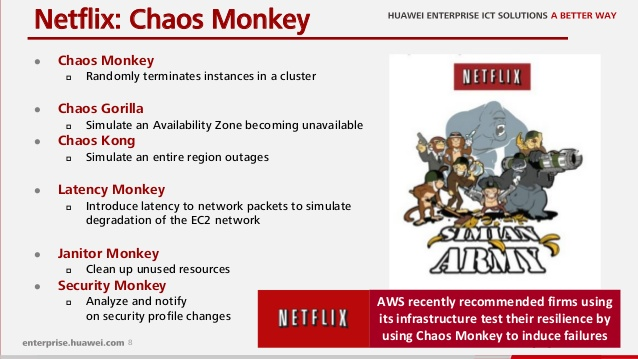 Netflix: Chaos Monkey
HUAWEI ENTERPRISE ICT SOLUTIONS A BETTER WAY
Chaos Monkey
Randomly terminates instances in a cluster
Chaos Gorilla
Simulate an Availability Zone becoming unavailable
Chaos Kong
Simulate an entire region outages
Latency Monkey
Introduce latency to network packets to simulate
degradation of the EC2 network
Janitor Monkey
Clean up unused resources
Security Monkey
Analyze and notify
on security profile changes
NETFLIX
SIMIAN
ARMY
NETFLIX
AWS recently recommended firms using
its infrastructure test their resilience by
using Chaos Monkey to induce failures
enterprise.huawei.com 8